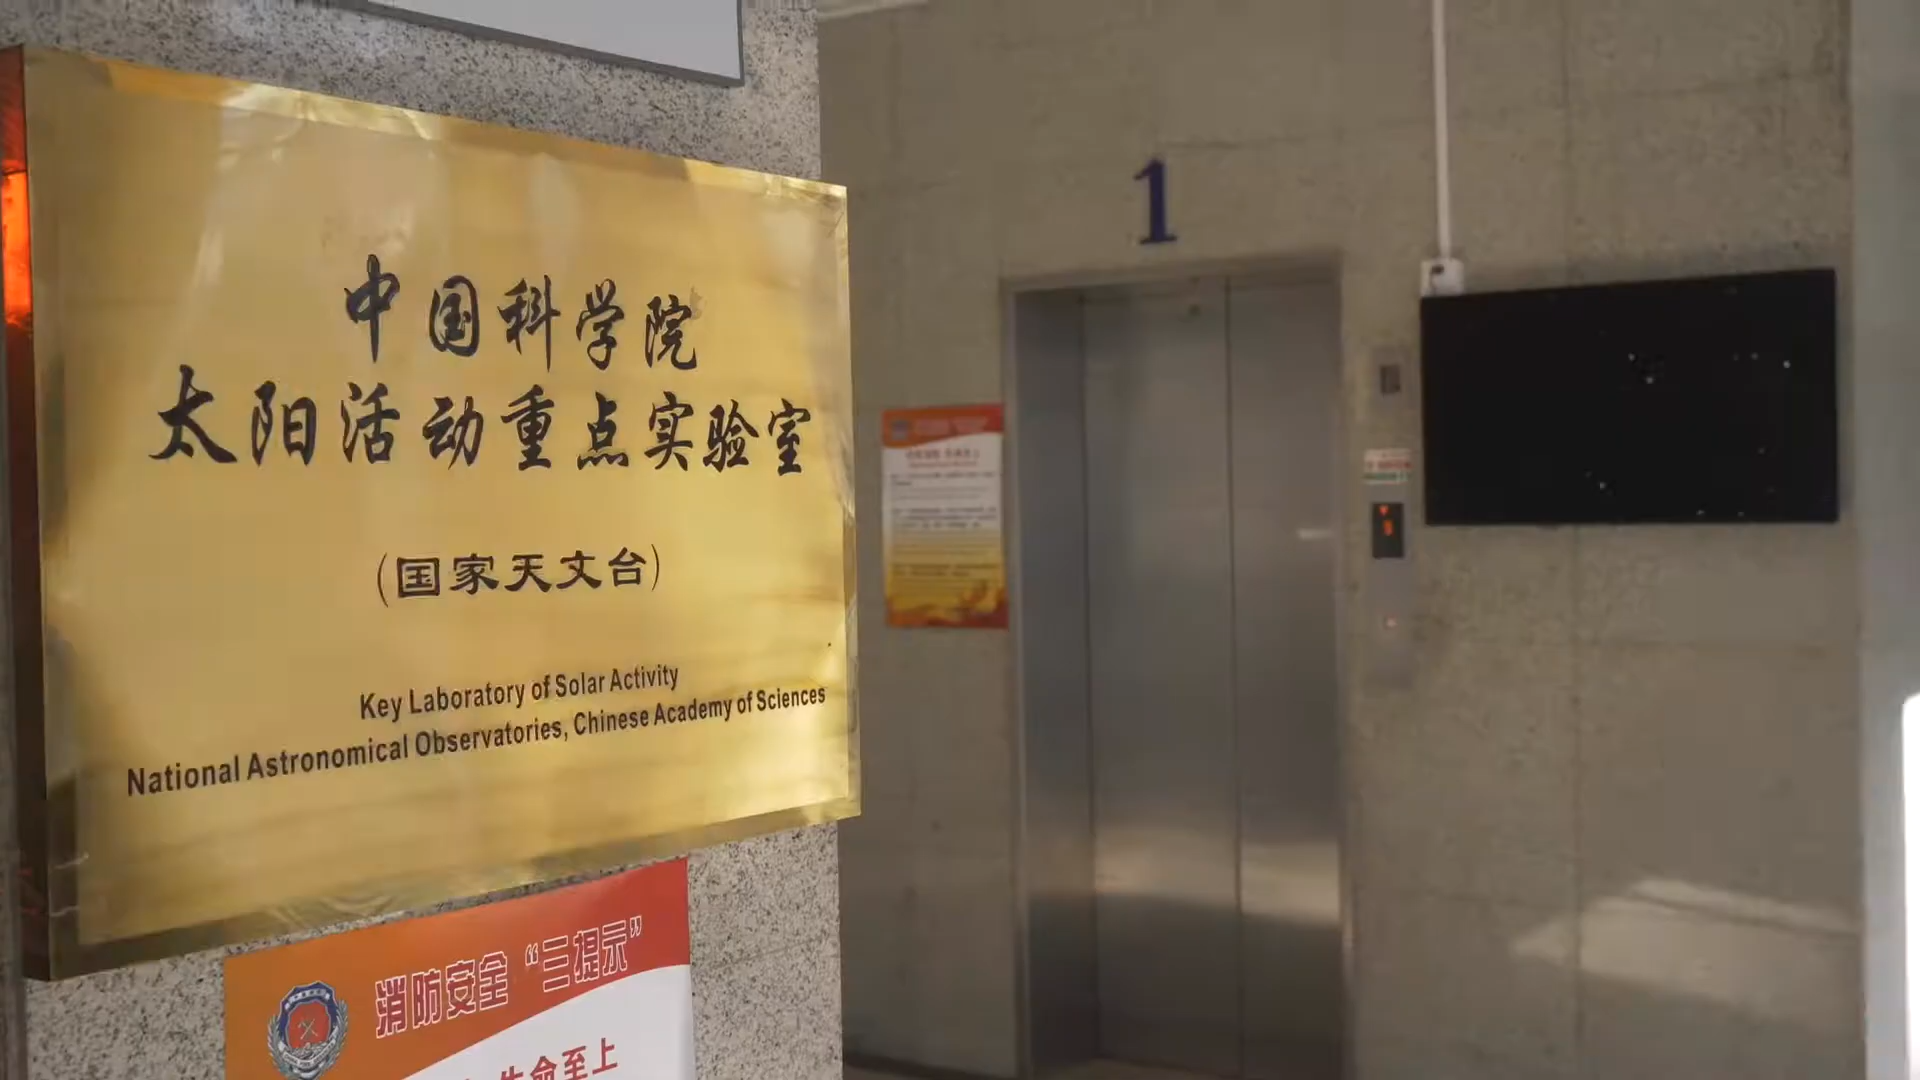 中国科学院
太阳活动重点实验室
(国家天文台)
Key Laboratory of Solar Activity
National Astronomical Observatories, Chinese Academy of Sciences
消防安全“三提示”
生命至上
1